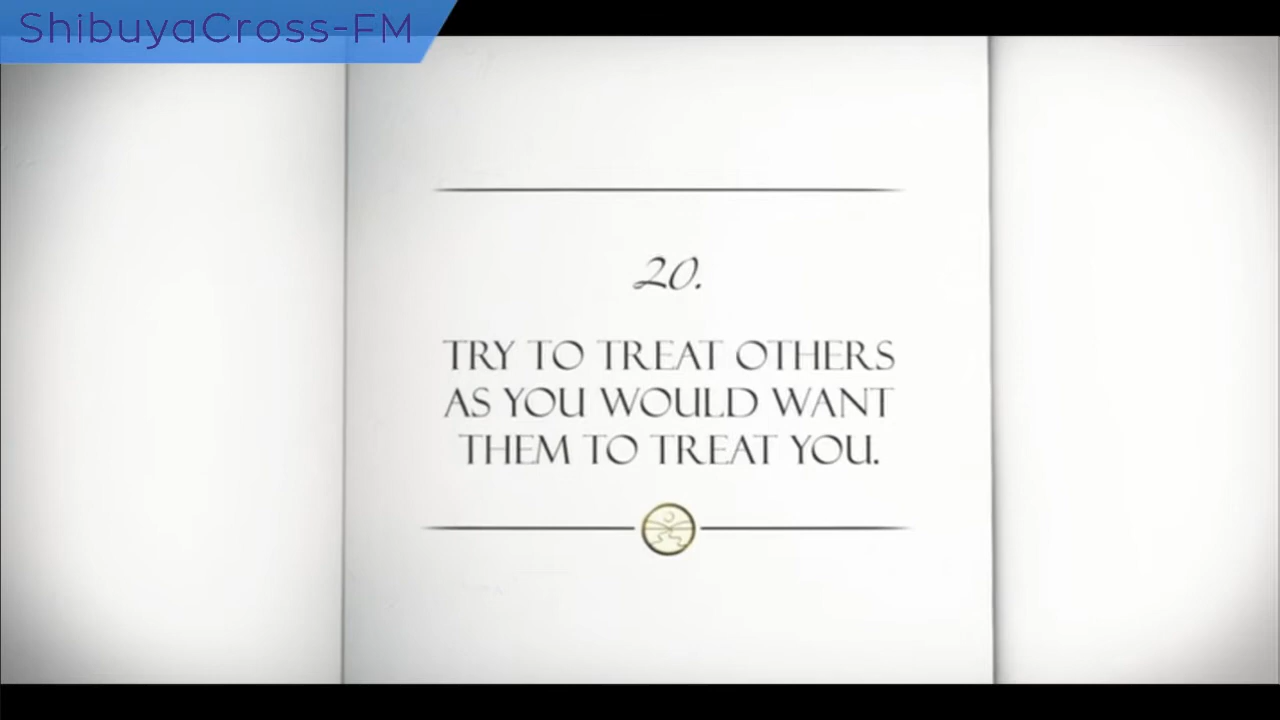 ShibuyaCross-FM
20.
TRY TO TREAT OTHERS
AS YOU WOULD WANT
THEM TO TREAT YOU.